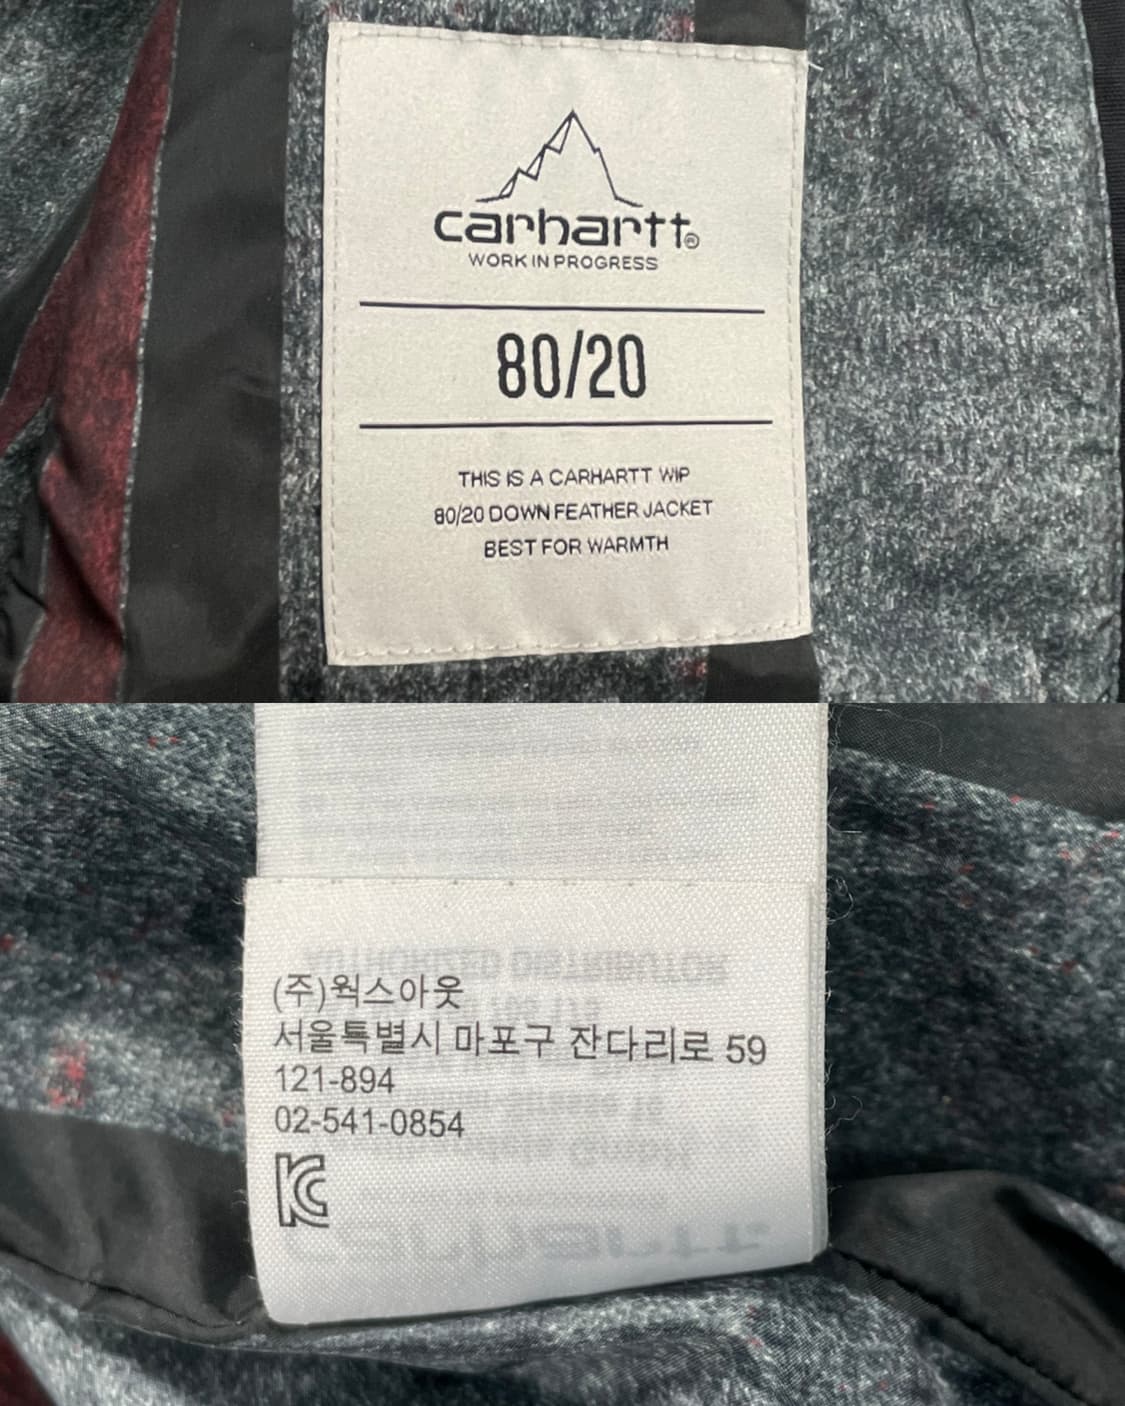 carhartt®
WORK IN PROGRESS
80/20
THIS IS A CARHARTT WIP
80/20 DOWN FEATHER JACKET
BEST FOR WARMTH
(주)웍스아웃
서울특별시 마포구 잔다리로 59
121-894
02-541-0854
KC